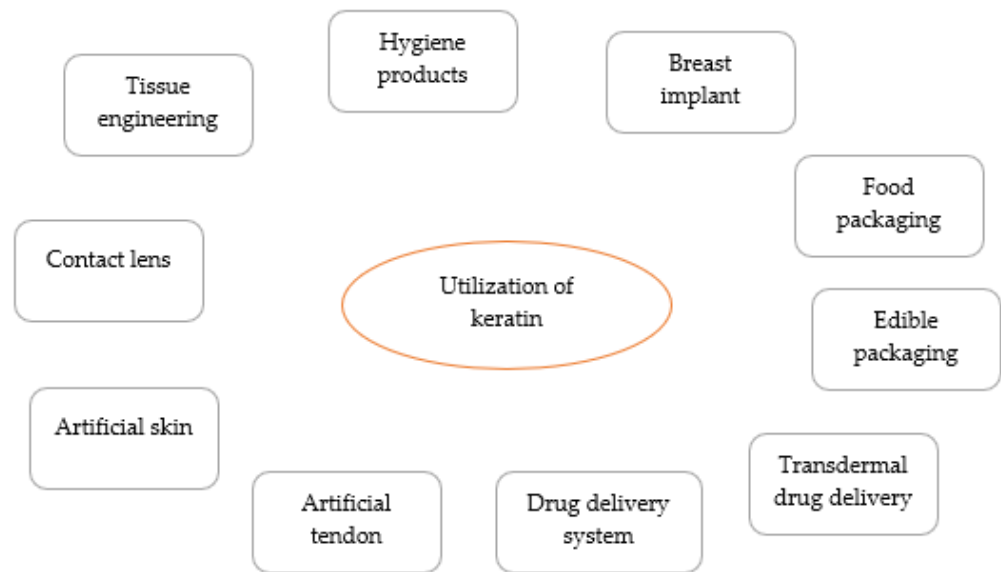 Hygiene
products
Breast
implant
Tissue
engineering
Food
packaging
Contact lens
Utilization of
keratin
Edible
packaging
Artificial skin
Transdermal
drug delivery
Artificial
tendon
Drug delivery
system